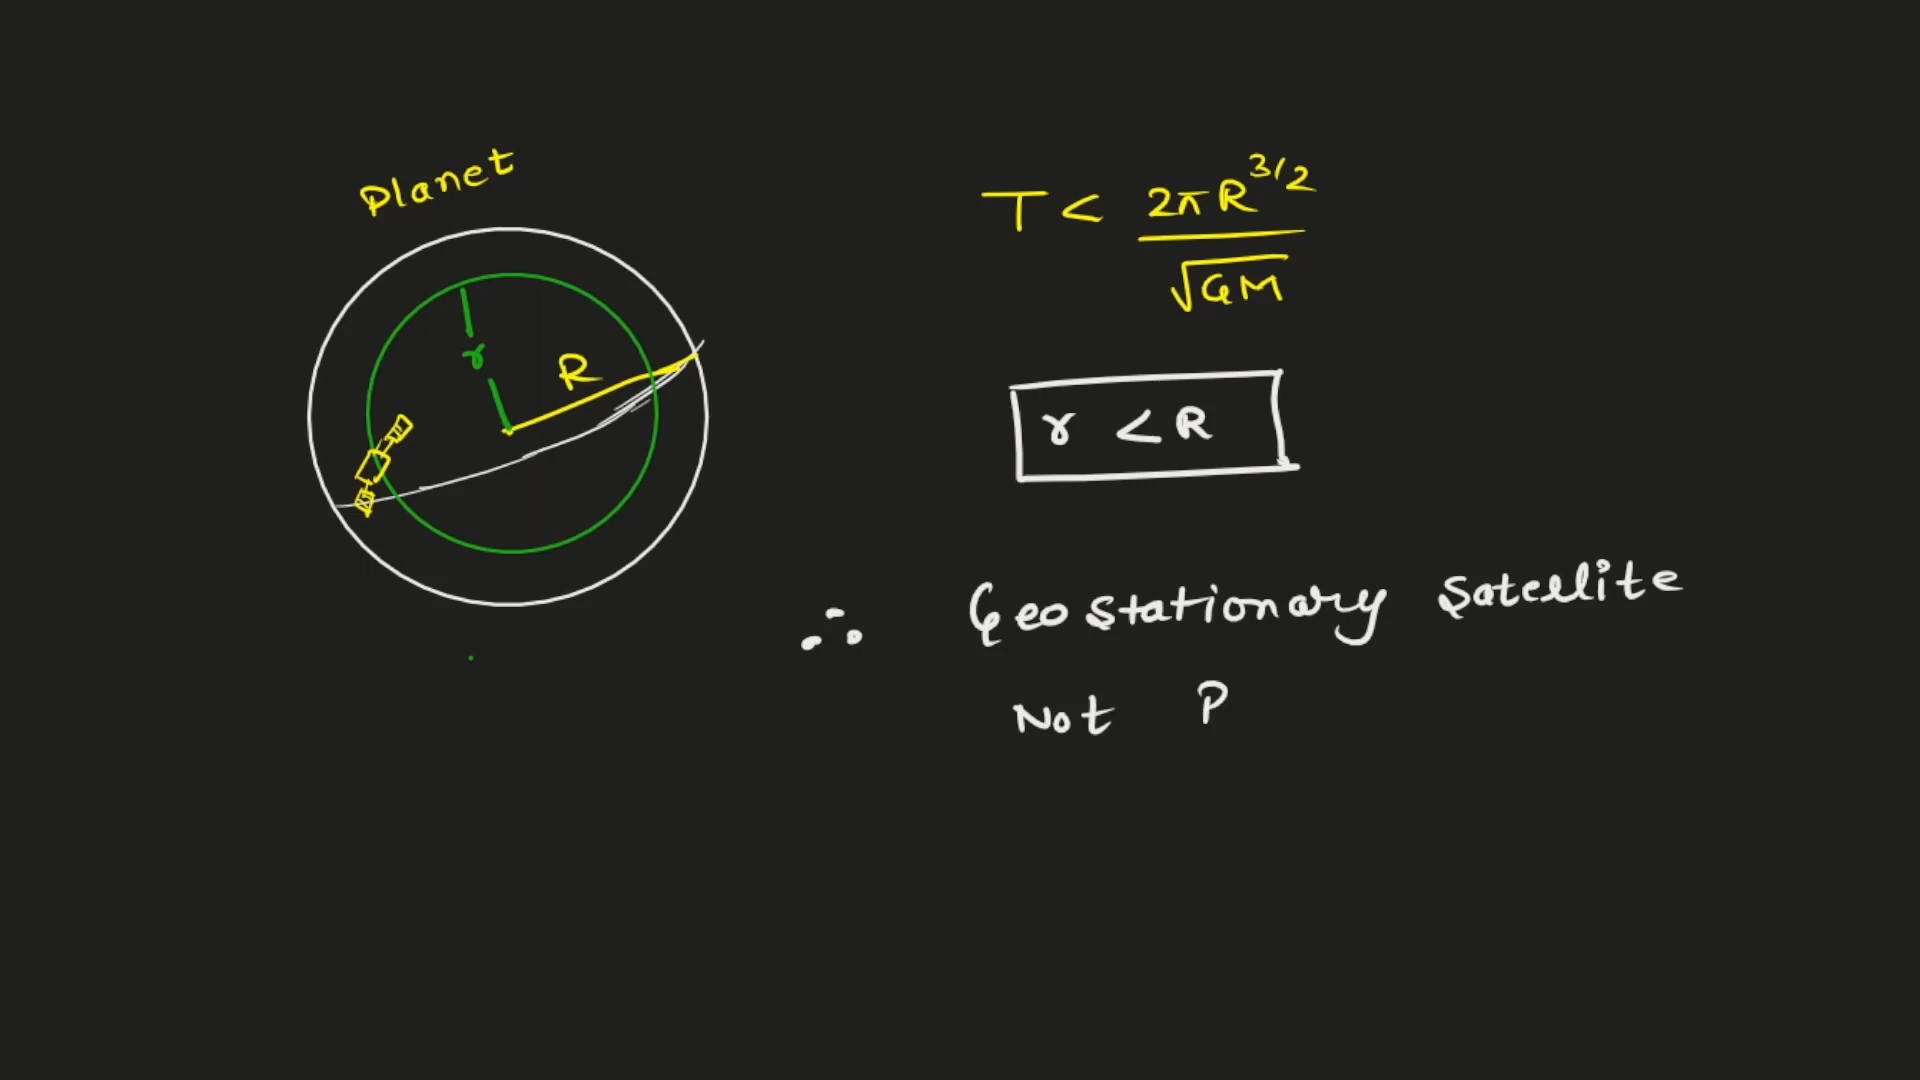 Planet
r
R
T < 2πR^3/2 / √GM
r < R
∴ Geostationary Satellite
Not P